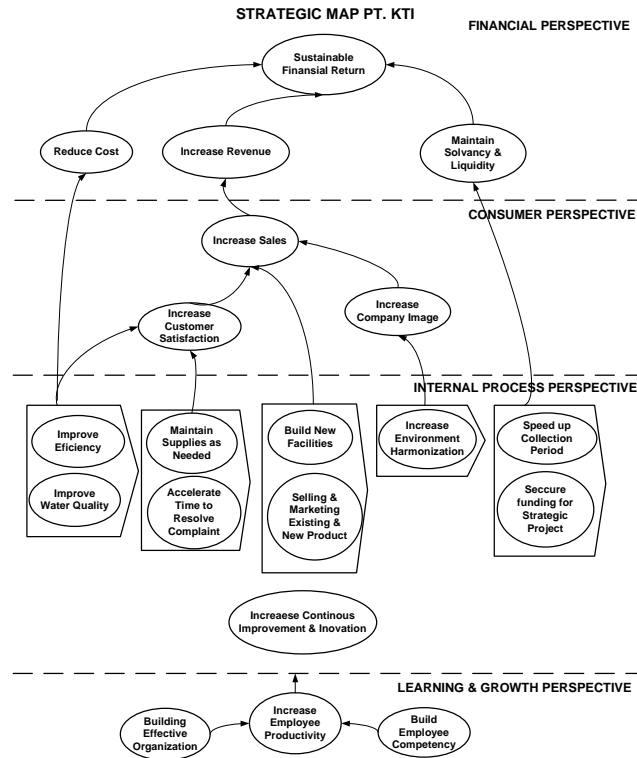 STRATEGIC MAP PT. KTI
FINANCIAL PERSPECTIVE
Sustainable
Finansial Return
Reduce Cost
Increase Revenue
Maintain
Solvancy &
Liquidity
CONSUMER PERSPECTIVE
Increase Sales
Increase
Customer
Satisfaction
Increase
Company Image
INTERNAL PROCESS PERSPECTIVE
Improve
Eficiency
Improve
Water Quality
Maintain
Supplies as
Needed
Accelerate
Time to
Resolve
Complaint
Build New
Facilities
Selling &
Marketing
Existing &
New Product
Increase
Environment
Harmonization
Speed up
Collection
Period
Seccure
funding for
Strategic
Project
Increaese Continous
Improvement & Inovation
LEARNING & GROWTH PERSPECTIVE
Building
Effective
Organization
Increase
Employee
Productivity
Build
Employee
Competency